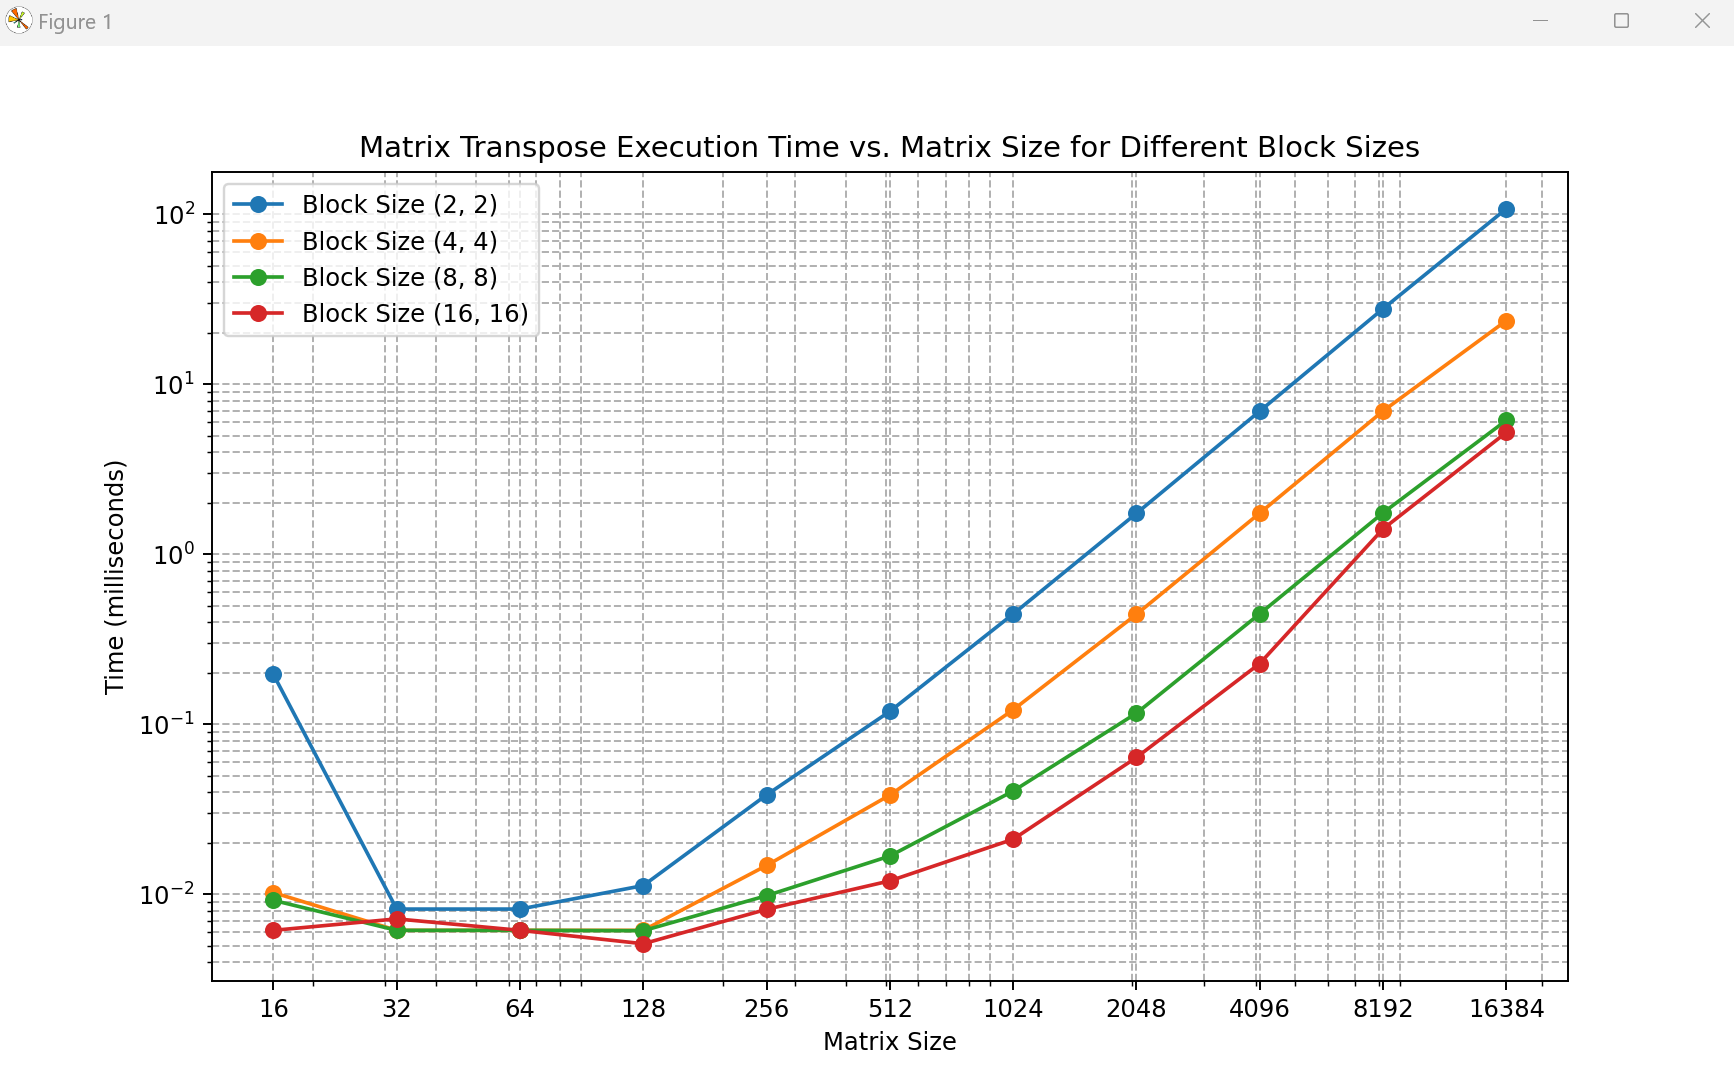 Figure 1
Matrix Transpose Execution Time vs. Matrix Size for Different Block Sizes
Block Size (2, 2)
Block Size (4, 4)
Block Size (8, 8)
Block Size (16, 16)
Time (milliseconds)
10²
10¹
10⁰
10⁻¹
10⁻²
16 32 64 128 256 512 1024 2048 4096 8192 16384
Matrix Size